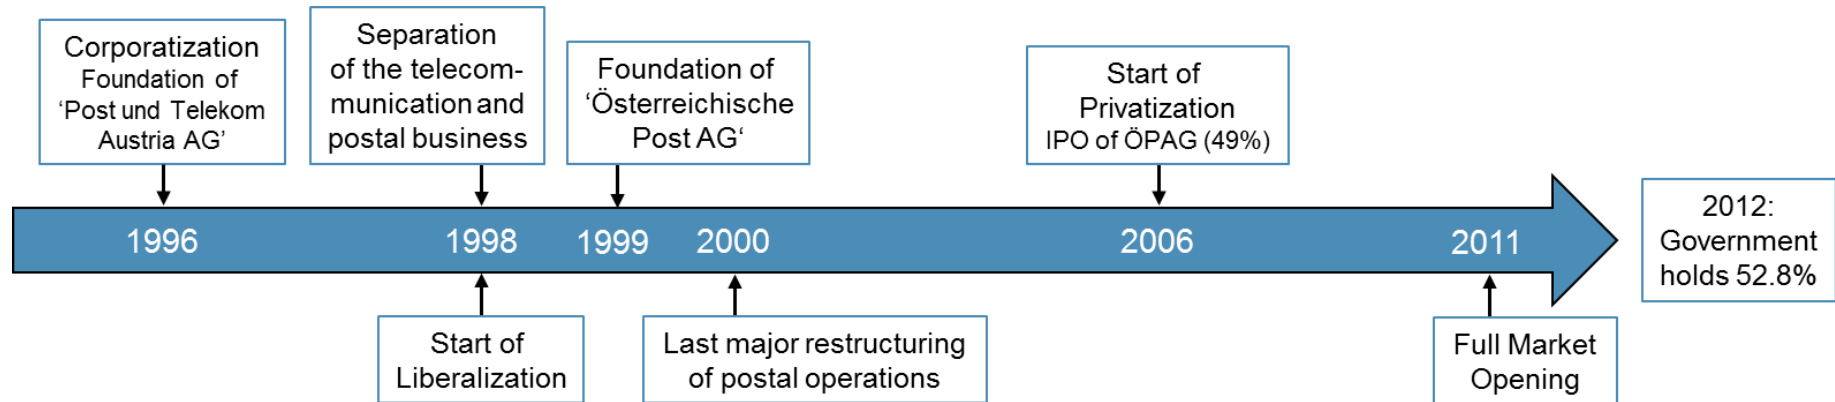 Corporatization
Foundation of
‘Post und Telekom
Austria AG’
Separation
of the telecom-
munication and
postal business
Foundation of
‘Österreichische
Post AG‘
Start of
Privatization
IPO of ÖPAG (49%)
1996
1998
1999
2000
2006
2011
2012:
Government
holds 52.8%
Start of
Liberalization
Last major restructuring
of postal operations
Full Market
Opening